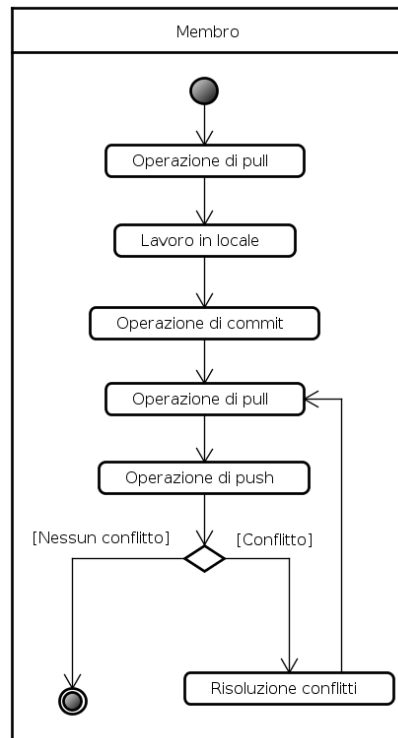 Membro
Operazione di pull
Lavoro in locale
Operazione di commit
Operazione di pull
Operazione di push
[Nessun conflitto]
[Conflitto]
Risoluzione conflitti